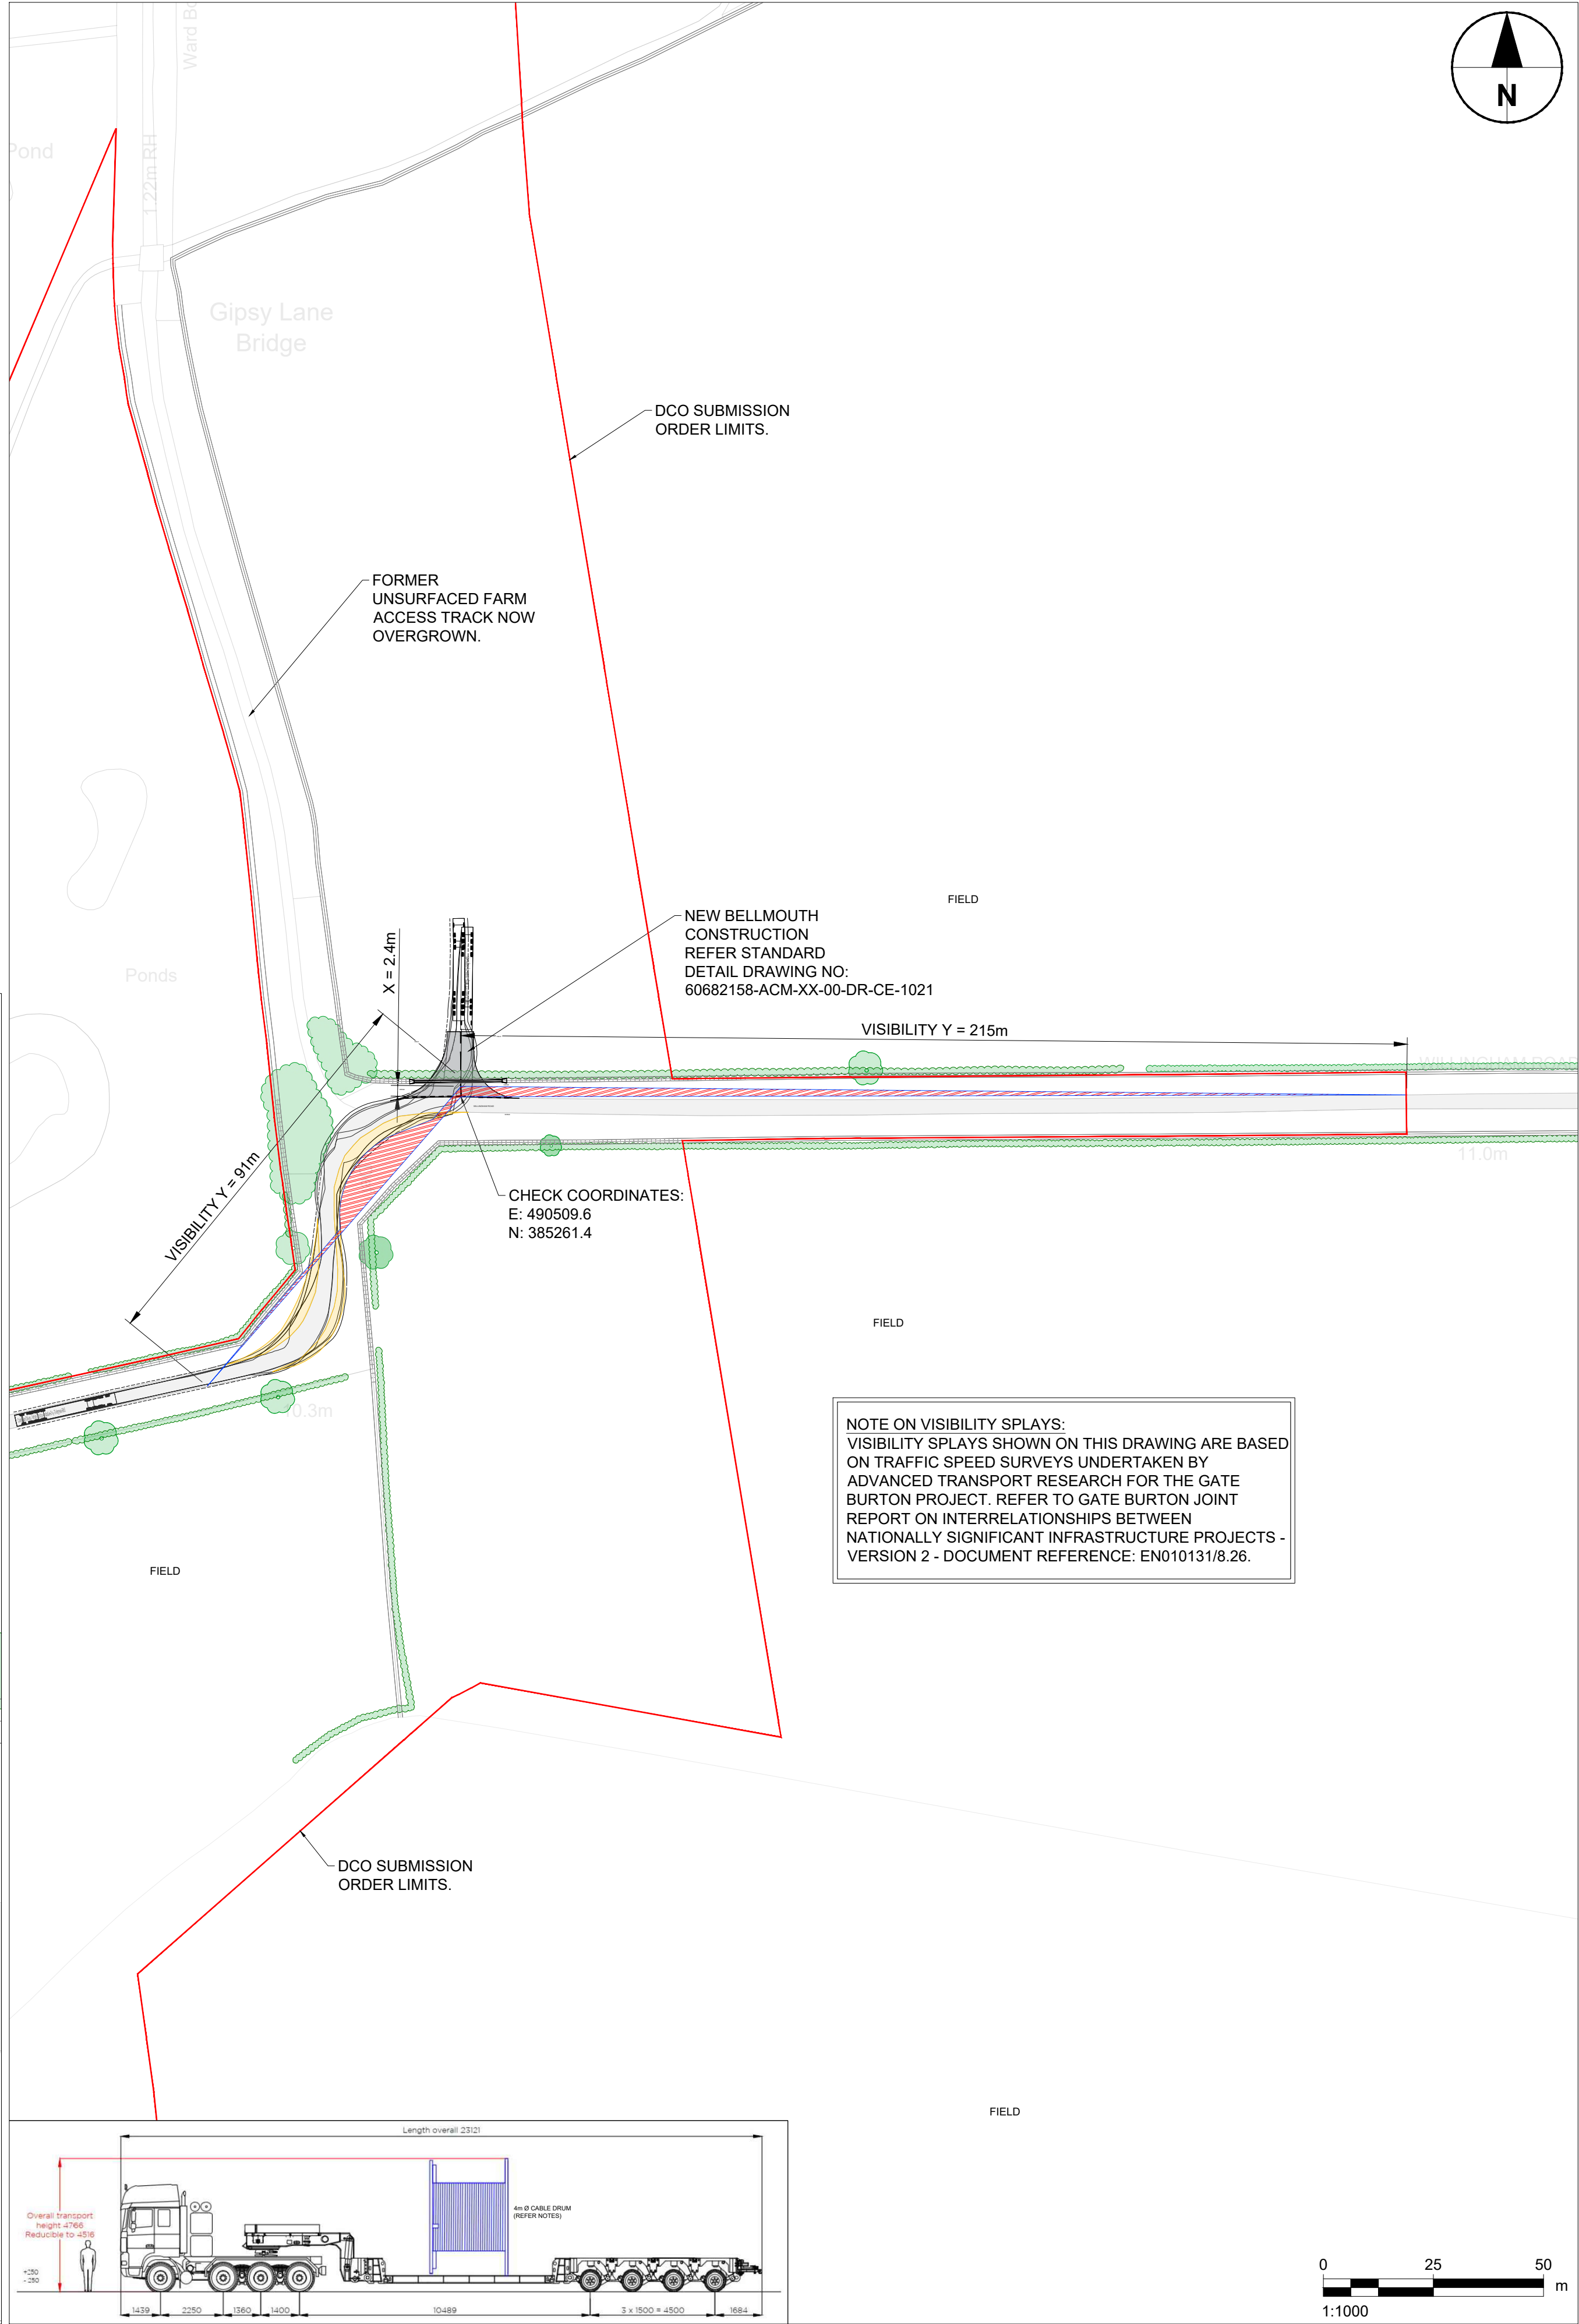 Ward Bo
N
Pond
1.22m RH
Gipsy Lane
Bridge
DCO SUBMISSION
ORDER LIMITS.
FORMER
UNSURFACED FARM
ACCESS TRACK NOW
OVERGROWN.
FIELD
NEW BELLMOUTH
CONSTRUCTION
REFER STANDARD
DETAIL DRAWING NO:
60682158-ACM-XX-00-DR-CE-1021
X = 2.4m
Ponds
VISIBILITY Y = 215m
WILLINGHAM ROAD
11.0m
VISIBILITY Y = 91m
CHECK COORDINATES:
E: 490509.6
N: 385261.4
FIELD
10.3m
NOTE ON VISIBILITY SPLAYS:
VISIBILITY SPLAYS SHOWN ON THIS DRAWING ARE BASED
ON TRAFFIC SPEED SURVEYS UNDERTAKEN BY
ADVANCED TRANSPORT RESEARCH FOR THE GATE
BURTON PROJECT. REFER TO GATE BURTON JOINT
REPORT ON INTERRELATIONSHIPS BETWEEN
NATIONALLY SIGNIFICANT INFRASTRUCTURE PROJECTS -
VERSION 2 - DOCUMENT REFERENCE: EN010131/8.26.
FIELD
DCO SUBMISSION
ORDER LIMITS.
FIELD
Length overall 23121
Overall transport
height 4766
Reducible to 4516
4m Ø CABLE DRUM
(REFER NOTES)
+250
- 250
1439 2250 1360 1400 10489 3 x 1500 = 4500 1684
0 25 50
m
1:1000